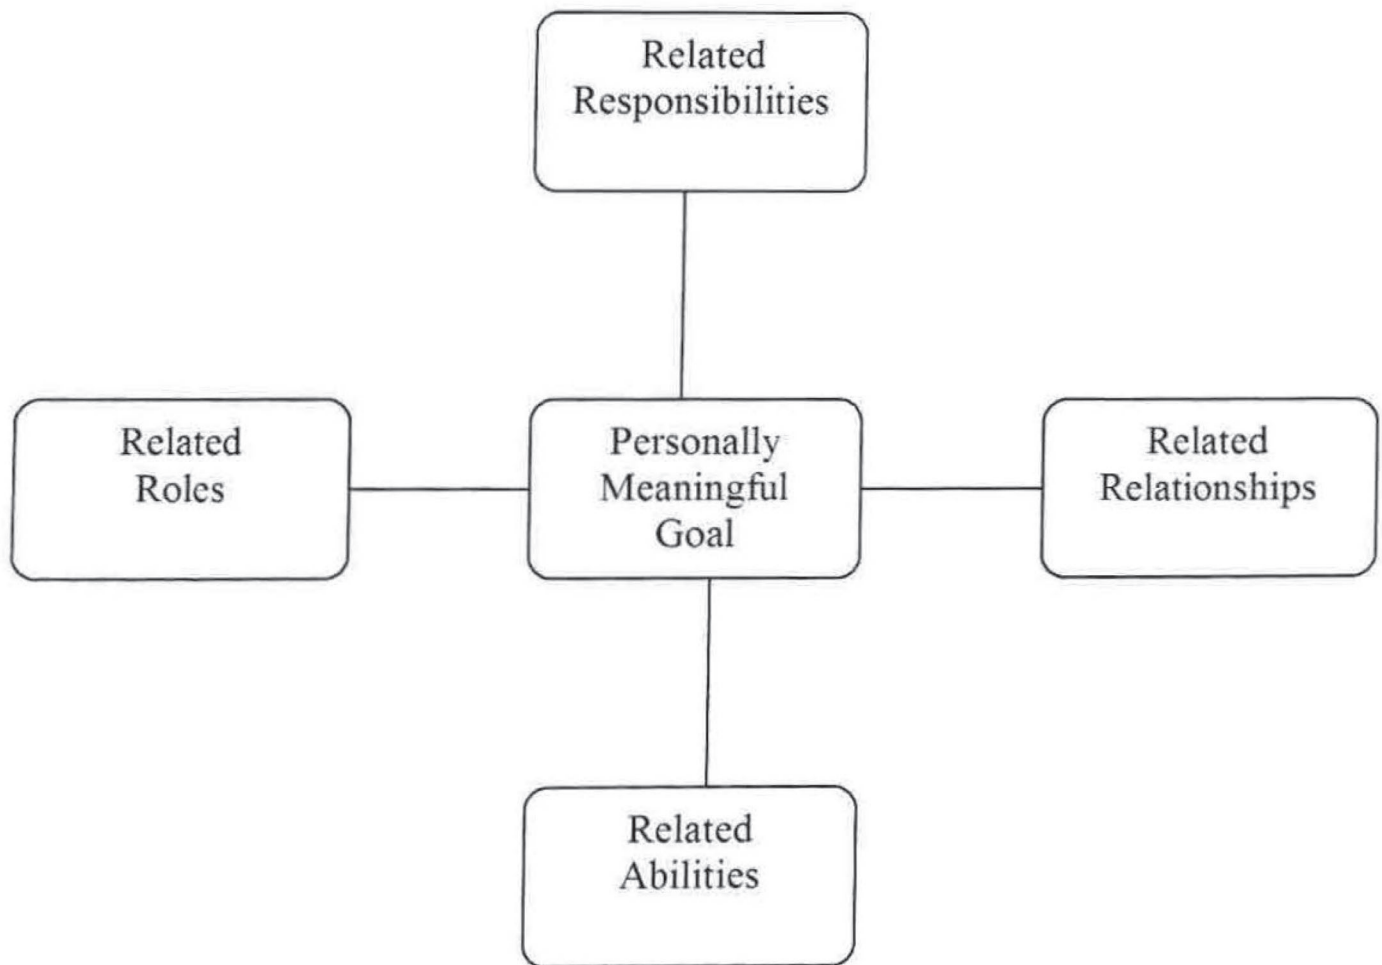 Related
Responsibilities
Related
Roles
Personally
Meaningful
Goal
Related
Relationships
Related
Abilities